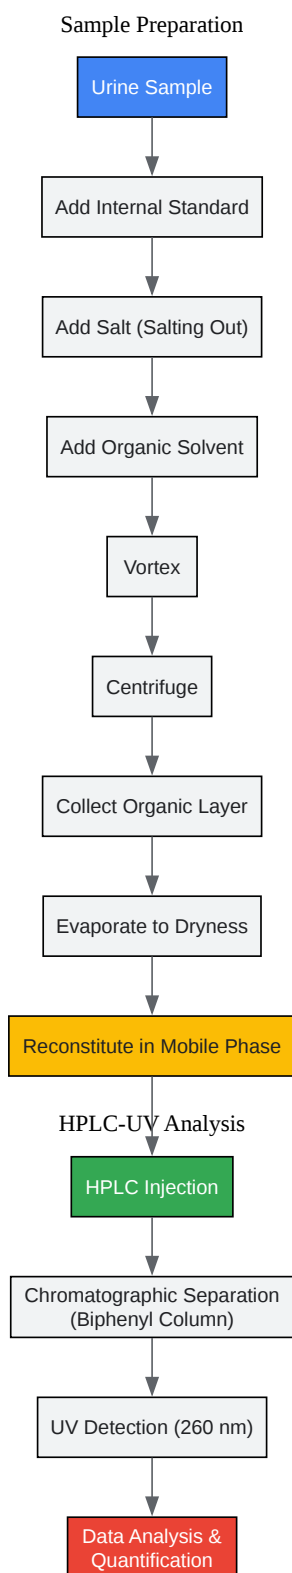 Sample Preparation
Urine Sample
Add Internal Standard
Add Salt (Salting Out)
Add Organic Solvent
Vortex
Centrifuge
Collect Organic Layer
Evaporate to Dryness
Reconstitute in Mobile Phase
HPLC-UV Analysis
HPLC Injection
Chromatographic Separation
(Biphenyl Column)
UV Detection (260 nm)
Data Analysis &
Quantification